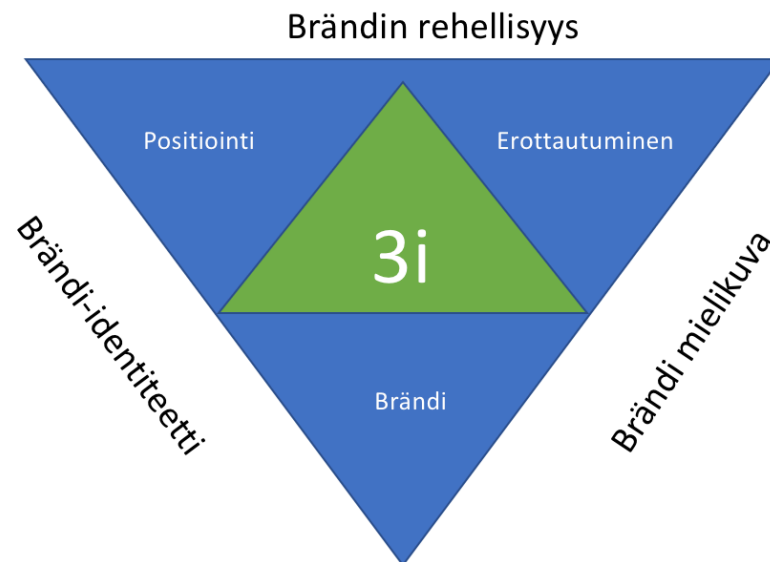 Brändin rehellisyys
Positiointi
Erottautuminen
3i
Brändi-identiteetti
Brändi mielikuva
Brändi